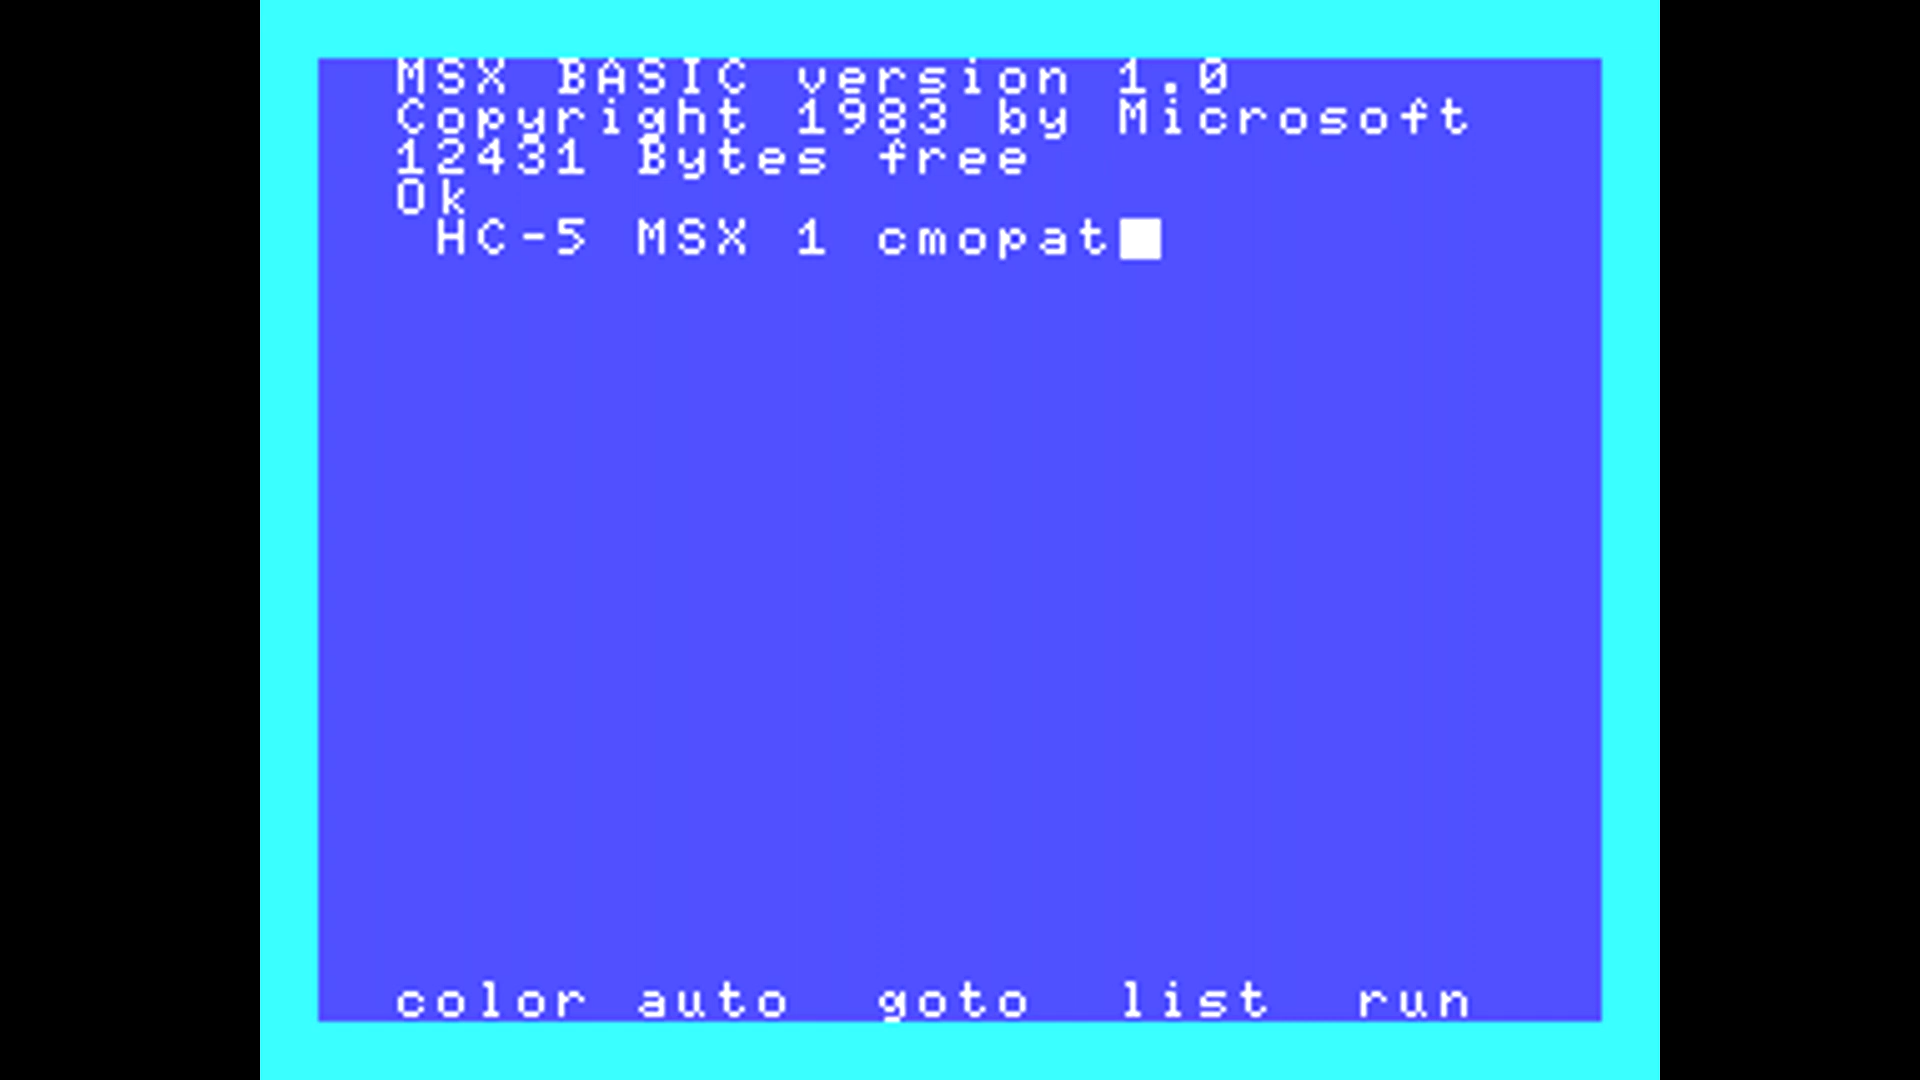 MSX BASIC version 1.0
Copyright 1983 by Microsoft
12431 Bytes free
Ok
HC-5 MSX 1 cmopat
color auto goto list run